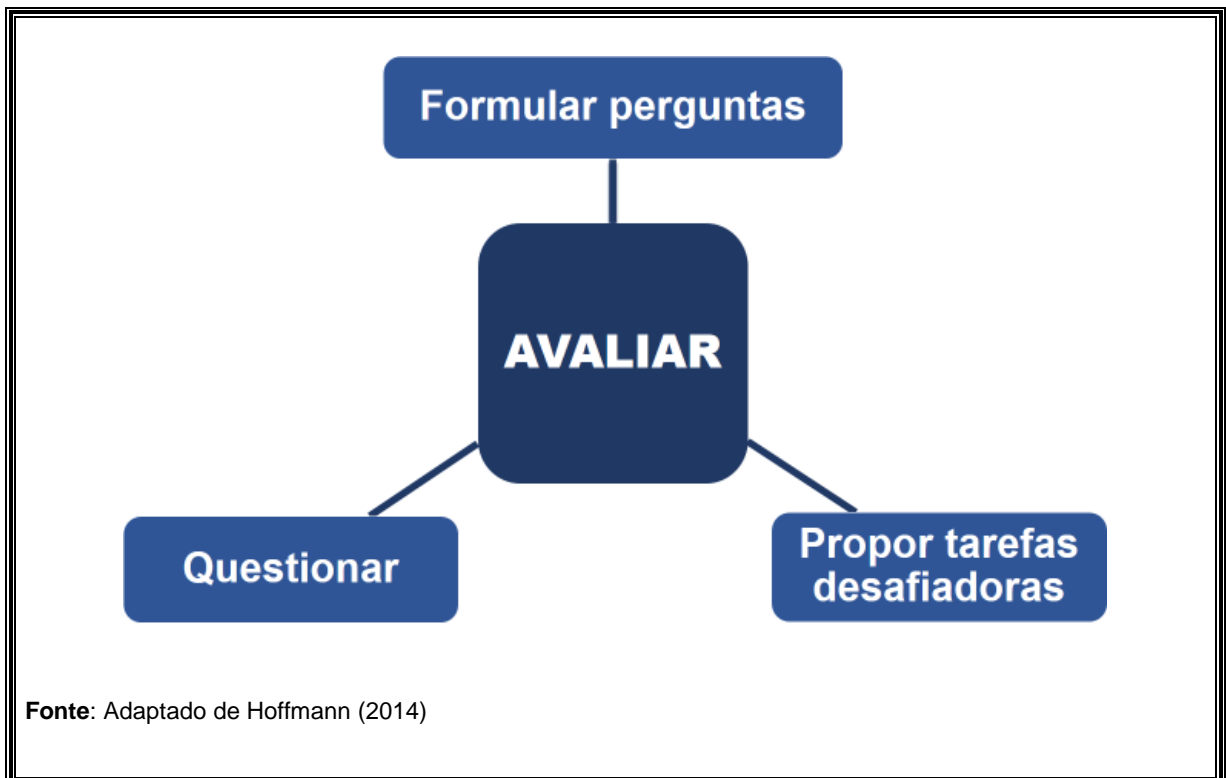 Formular perguntas
AVALIAR
Questionar
Propor tarefas
desafiadoras
Fonte: Adaptado de Hoffmann (2014)